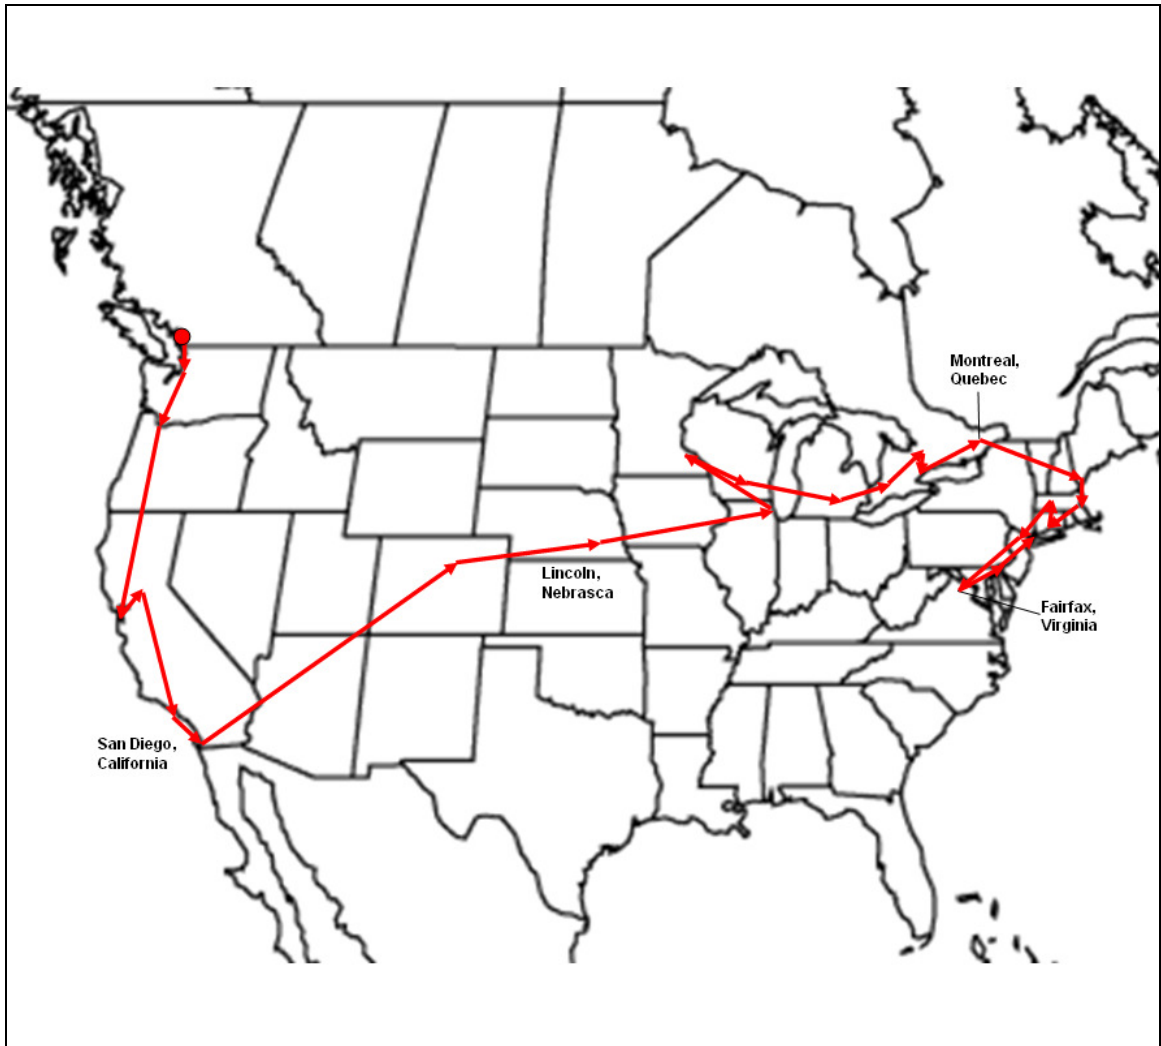 Montreal,
Quebec
Lincoln,
Nebrasca
Fairfax,
Virginia
San Diego,
California